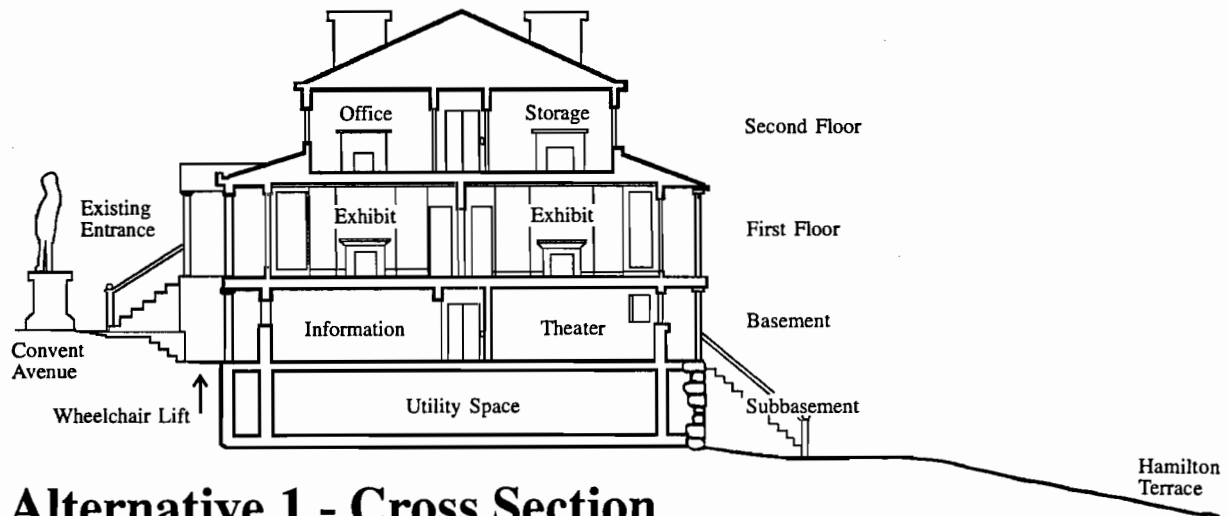 Office
Storage
Second Floor
Existing
Entrance
Exhibit
Exhibit
First Floor
Information
Theater
Basement
Convent
Avenue
Wheelchair Lift
Utility Space
Subbasement
Hamilton
Terrace
Alternative 1 - Cross Section